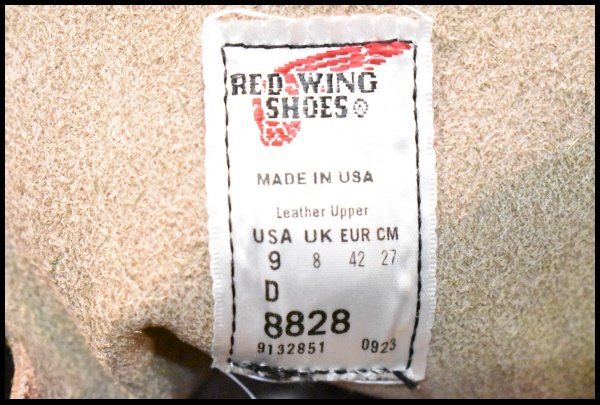 RED WING
SHOES®
MADE IN USA
Leather Upper
USA UK EUR CM
9 8 42 27
D
8828
9132851 0923